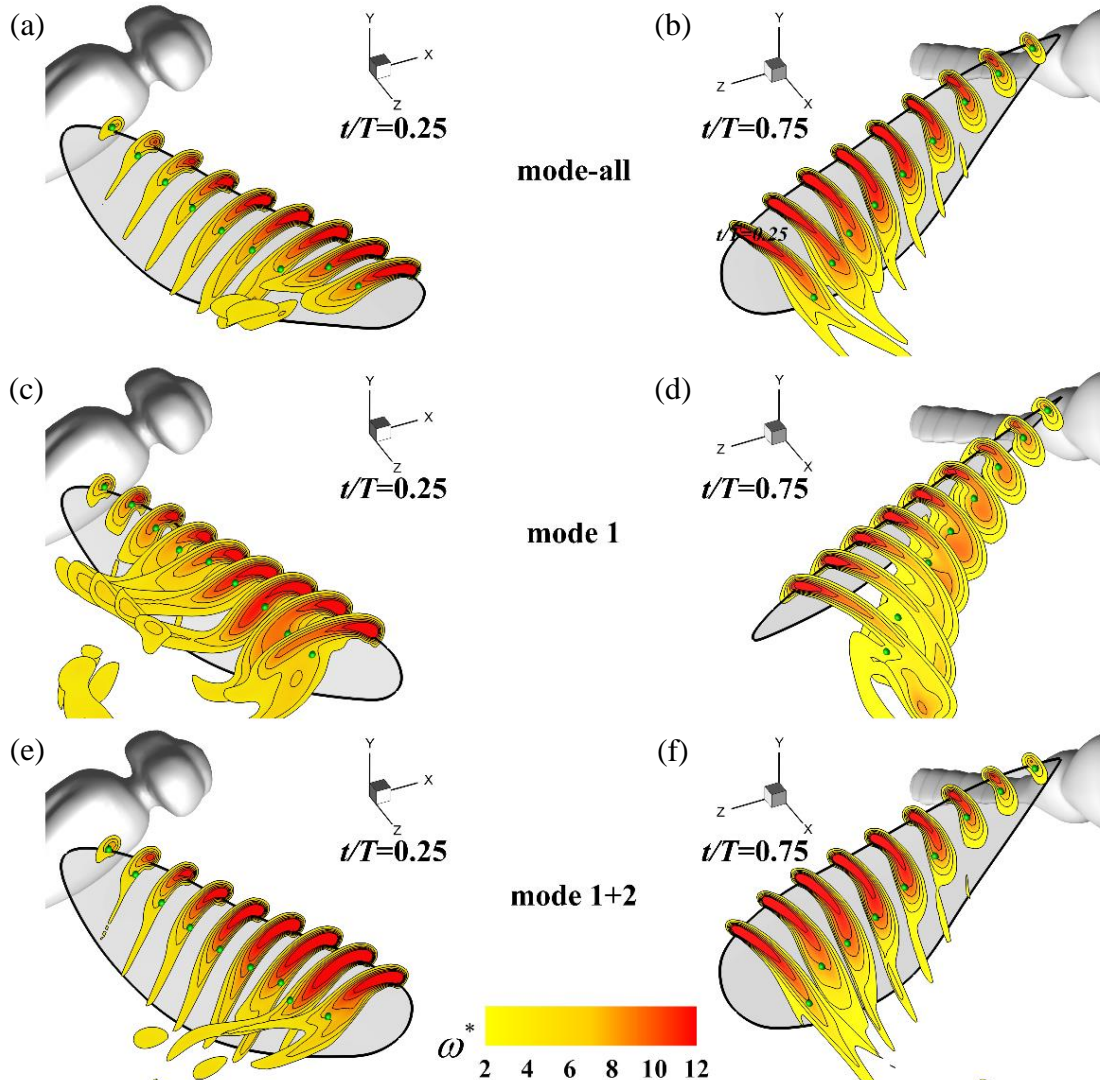 (a)
Y
X
Z
t/T=0.25
(b)
Y
Z
X
t/T=0.75
mode-all
t/T=0.25
(c)
Y
X
Z
t/T=0.25
(d)
Y
Z
X
t/T=0.75
mode 1
(e)
Y
X
Z
t/T=0.25
(f)
Y
Z
X
t/T=0.75
mode 1+2
ω*
2 4 6 8 10 12